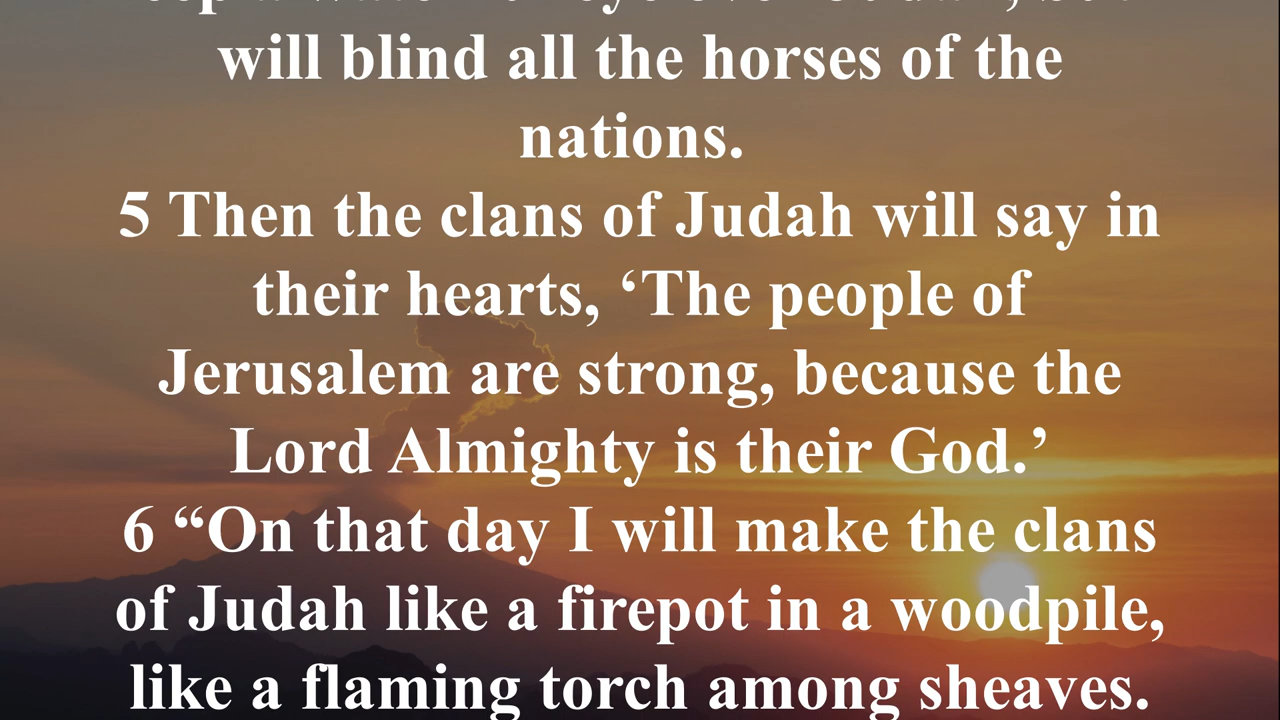 will blind all the horses of the
nations.
5 Then the clans of Judah will say in
their hearts, ‘The people of
Jerusalem are strong, because the
Lord Almighty is their God.’
6 “On that day I will make the clans
of Judah like a firepot in a woodpile,
like a flaming torch among sheaves.